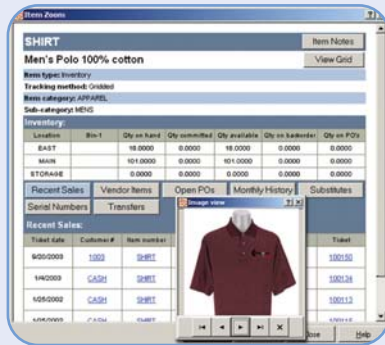 Item Zoom
SHIRT
Item Notes
Men's Polo 100% cotton
View Grid
Item type: Inventory
Tracking method: Gridded
Item category: APPAREL
Sub-category: MENS
Inventory:
Location Bin-1 Qty on hand Qty committed Qty available Qty on backorder Qty on PO's
EAST 18.0000 0.0000 18.0000 0.0000 0.0000
MAIN 101.0000 0.0000 101.0000 0.0000 0.0000
STORAGE 0.0000 0.0000 0.0000 0.0000 0.0000
Recent Sales Vendor Items Open POs Monthly History Substitutes
Serial Numbers Transfers
Image view
Recent Sales:
Ticket date Customer # Item number Ticket
9/20/2003 1003 SHIRT 100150
1/4/2003 CASH SHIRT 100134
1/25/2002 CASH SHIRT 100113
1/25/2002 CASH SHIRT
Help